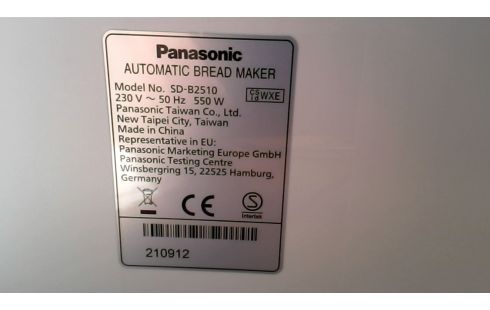 Panasonic
AUTOMATIC BREAD MAKER
Model No. SD-B2510
230 V ~ 50 Hz 550 W
WXE
Panasonic Taiwan Co., Ltd.
New Taipei City, Taiwan
Made in China
Representative in EU:
Panasonic Marketing Europe GmbH
Panasonic Testing Centre
Winsbergring 15, 22525 Hamburg,
Germany
CE
S
Intertek
210912